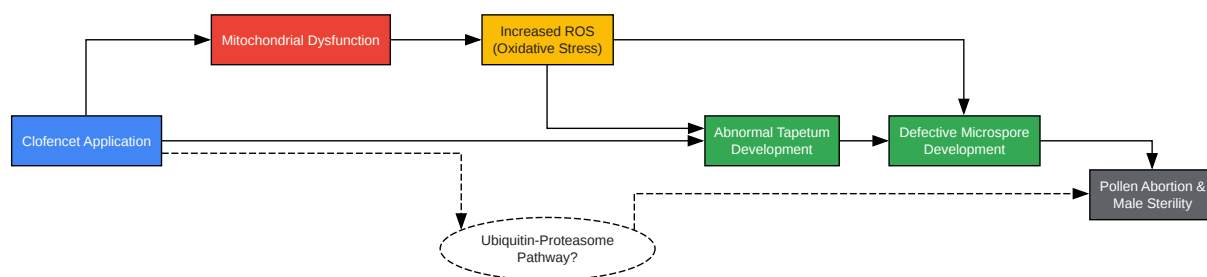 Mitochondrial Dysfunction
Increased ROS
(Oxidative Stress)
Clofencet Application
Abnormal Tapetum
Development
Defective Microspore
Development
Pollen Abortion &
Male Sterility
Ubiquitin-Proteasome
Pathway?